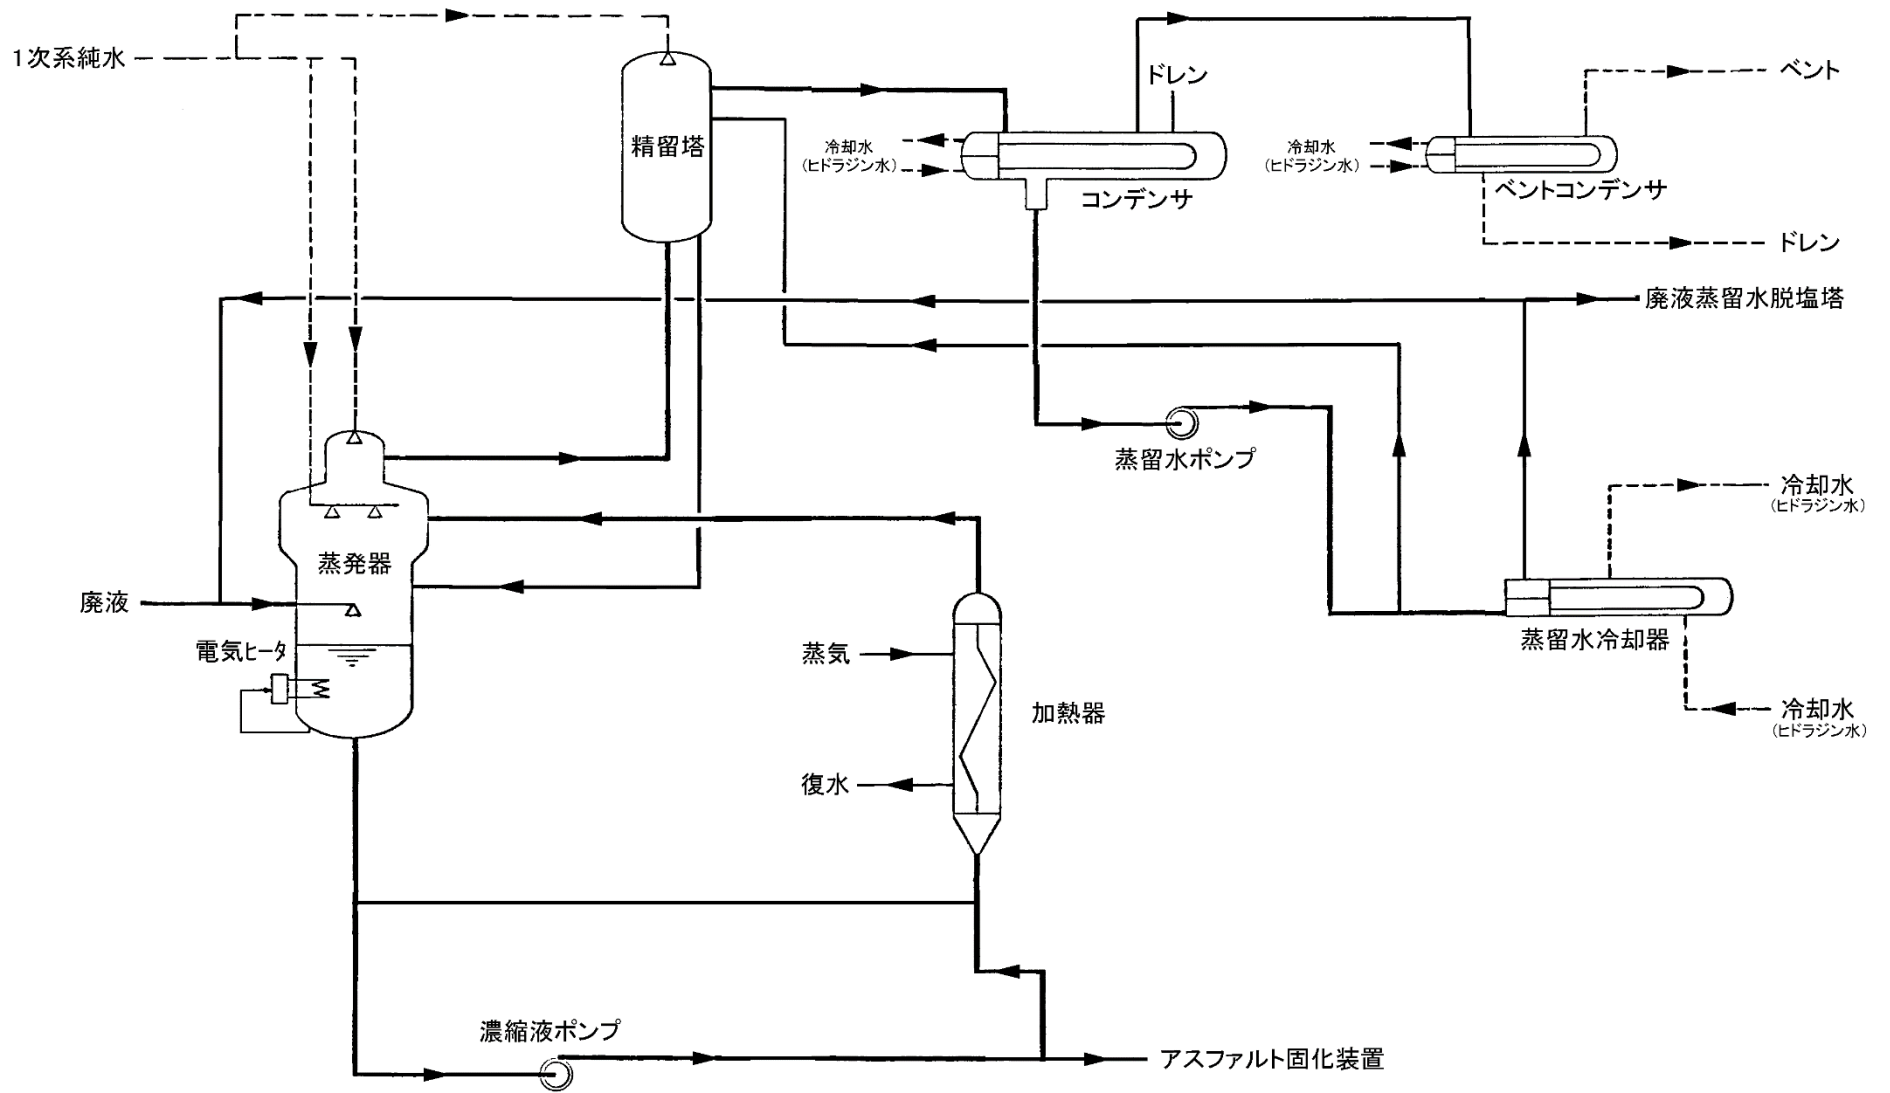 1次系純水
精留塔
ドレン
冷却水
(ヒドラジン水)
コンデンサ
冷却水
(ヒドラジン水)
ベントコンデンサ
ベント
ドレン
廃液蒸留水脱塩塔
蒸留水ポンプ
冷却水
(ヒドラジン水)
蒸留水冷却器
冷却水
(ヒドラジン水)
蒸発器
廃液
電気ヒータ
蒸気
加熱器
復水
濃縮液ポンプ
アスファルト固化装置